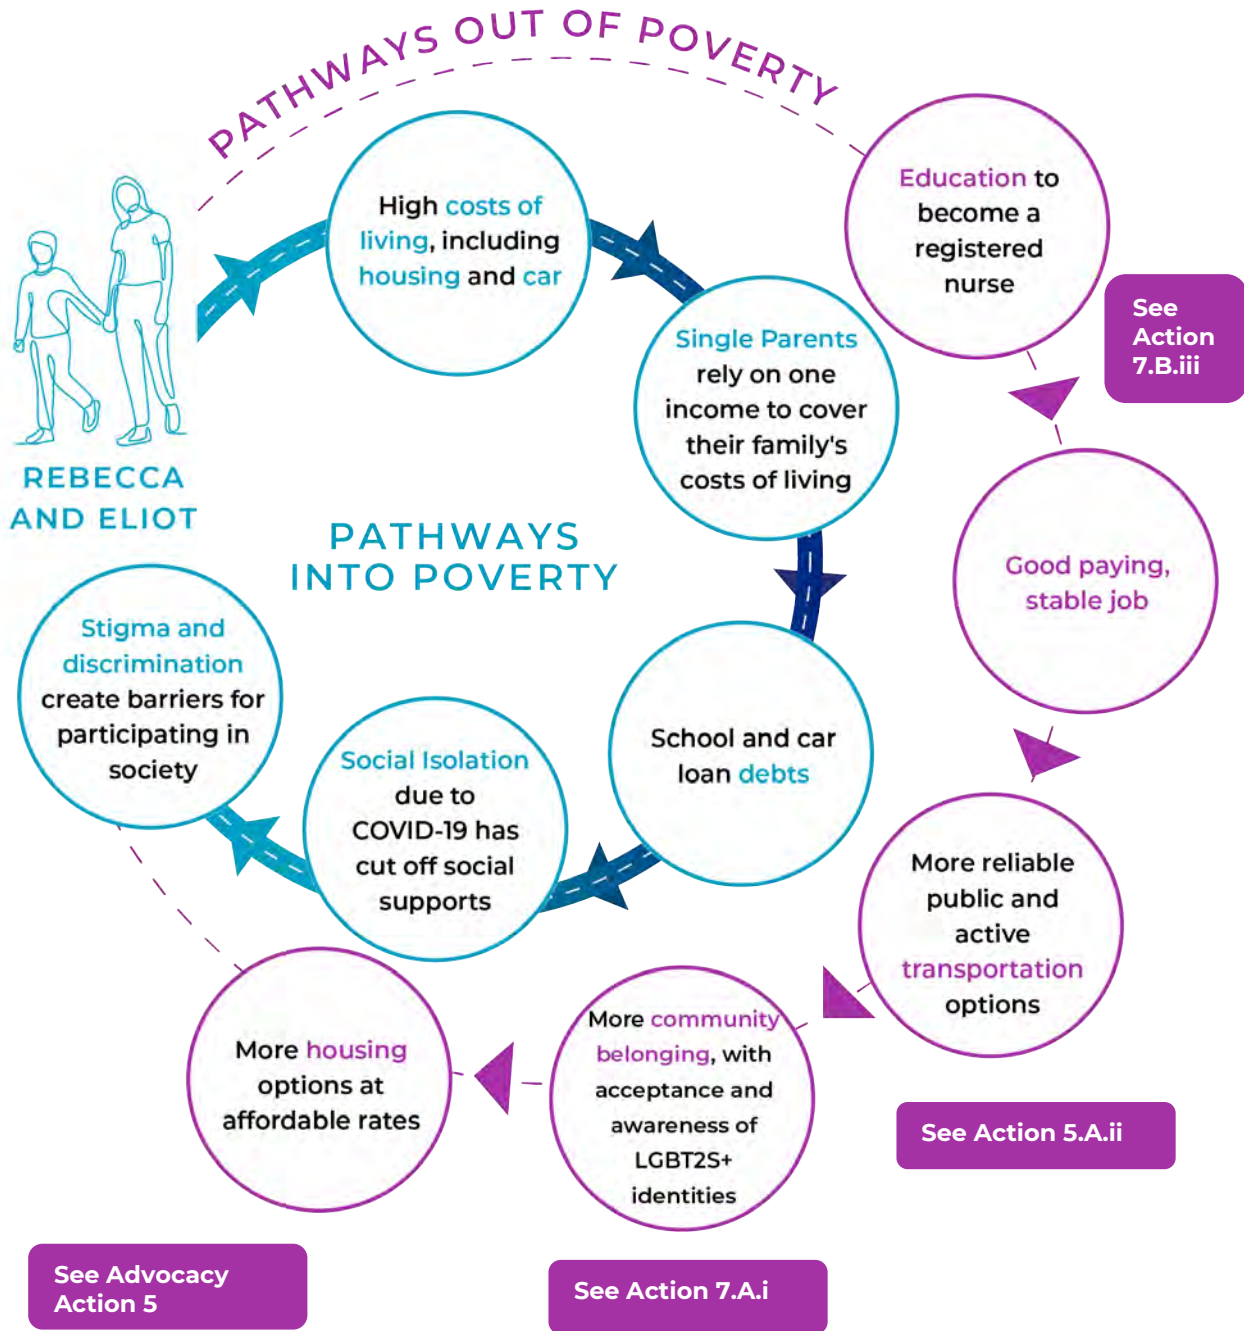 PATHWAYS OUT OF POVERTY
High costs of
living, including
housing and car
Education to
become a
registered
nurse
See
Action
7.B.iii
Single Parents
rely on one
income to cover
their family's
costs of living
REBECCA
AND ELIOT
PATHWAYS
INTO POVERTY
Good paying,
stable job
Stigma and
discrimination
create barriers for
participating in
society
Social Isolation
due to
COVID-19 has
cut off social
supports
School and car
loan debts
More reliable
public and
active
transportation
options
More housing
options at
affordable rates
More community
belonging, with
acceptance and
awareness of
LGBT2S+
identities
See Action 5.A.ii
See Advocacy
Action 5
See Action 7.A.i